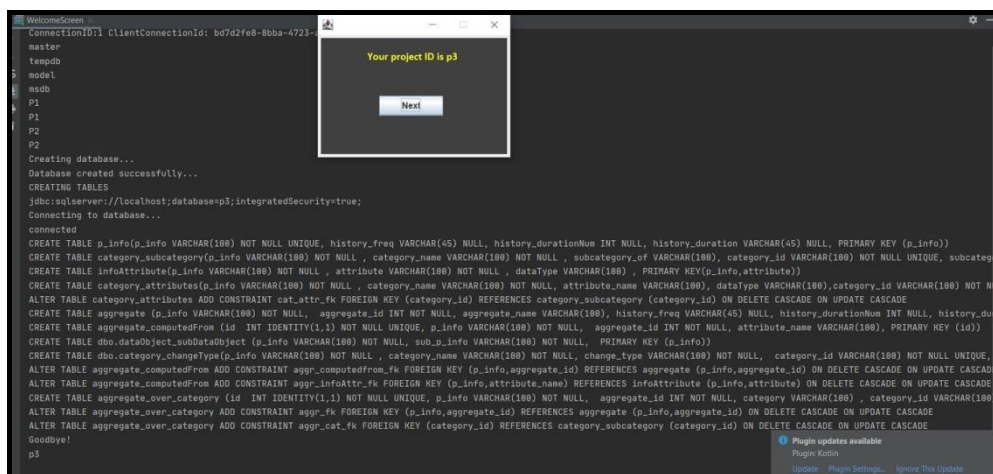 WelcomeScreen
ConnectionID:1 ClientConnectionId: bd7d2fe0-8bba-4723-
master
tempdb
model
msdb
P1
P1
P2
P2
Your project ID is p3
Next
Creating database...
Database created successfully...
CREATING TABLES
jdbc:sqlserver://localhost;database=p3;integratedSecurity=true;
Connecting to database...
connected
CREATE TABLE p_info(p_info VARCHAR(100) NOT NULL UNIQUE, history_freq VARCHAR(45) NULL, history_durationNum INT NULL, history_duration VARCHAR(45) NULL, PRIMARY KEY (p_info))
CREATE TABLE category_subcategory(p_info VARCHAR(100) NOT NULL , category_name VARCHAR(100) NOT NULL , subcategory_of VARCHAR(100), category_id VARCHAR(100) NOT NULL UNIQUE, subcateg
CREATE TABLE infoAttribute(p_info VARCHAR(100) NOT NULL , attribute VARCHAR(100) NOT NULL , dataType VARCHAR(100) , PRIMARY KEY(p_info,attribute))
CREATE TABLE category_attributes(p_info VARCHAR(100) NOT NULL , category_name VARCHAR(100) NOT NULL, attribute_name VARCHAR(100), dataType VARCHAR(100),category_id VARCHAR(100) NOT N
ALTER TABLE category_attributes ADD CONSTRAINT cat_attr_fk FOREIGN KEY (category_id) REFERENCES category_subcategory (category_id) ON DELETE CASCADE ON UPDATE CASCADE
CREATE TABLE aggregate (p_info VARCHAR(100) NOT NULL, aggregate_id INT NOT NULL, aggregate_name VARCHAR(100), history_freq VARCHAR(45) NULL, history_durationNum INT NULL, history_du
CREATE TABLE aggregate_computedFrom (id INT IDENTITY(1,1) NOT NULL UNIQUE, p_info VARCHAR(100) NOT NULL, aggregate_id INT NOT NULL, attribute_name VARCHAR(100), PRIMARY KEY (id))
CREATE TABLE dbo.dataObject_subDataObject (p_info VARCHAR(100) NOT NULL, sub_p_info VARCHAR(100) NOT NULL, PRIMARY KEY (p_info))
CREATE TABLE dbo.category_changeType(p_info VARCHAR(100) NOT NULL , category_name VARCHAR(100) NOT NULL, change_type VARCHAR(100) NOT NULL, category_id VARCHAR(100) NOT NULL UNIQUE,
ALTER TABLE aggregate_computedFrom ADD CONSTRAINT aggr_computedfrom_fk FOREIGN KEY (p_info,aggregate_id) REFERENCES aggregate (p_info,aggregate_id) ON DELETE CASCADE ON UPDATE CASCAD
ALTER TABLE aggregate_computedFrom ADD CONSTRAINT aggr_infoAttr_fk FOREIGN KEY (p_info,attribute_name) REFERENCES infoAttribute (p_info,attribute) ON DELETE CASCADE ON UPDATE CASCADE
CREATE TABLE aggregate_over_category (id INT IDENTITY(1,1) NOT NULL UNIQUE, p_info VARCHAR(100) NOT NULL, aggregate_id INT NOT NULL, category VARCHAR(100) , category_id VARCHAR(100
ALTER TABLE aggregate_over_category ADD CONSTRAINT aggr_fk FOREIGN KEY (p_info,aggregate_id) REFERENCES aggregate (p_info,aggregate_id) ON DELETE CASCADE ON UPDATE CASCADE
ALTER TABLE aggregate_over_category ADD CONSTRAINT aggr_cat_fk FOREIGN KEY (category_id) REFERENCES category_subcategory (category_id) ON DELETE CASCADE ON UPDATE CASCADE
Goodbye!
p3
Plugin updates available
Plugin: Kotlin
Update Plugin Settings... Ignore This Update